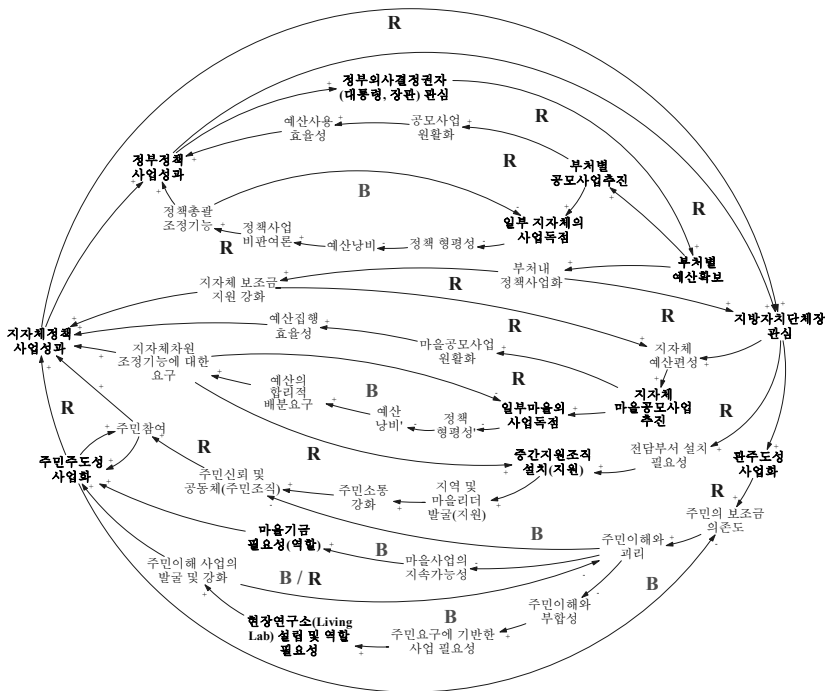 R
정부의사결정권자
(대통령, 장관) 관심
R
예산사용
효율성
공모사업
원활화
정부정책
사업성과
R
부처별
공모사업추진
B
정책총괄
조정기능
정책사업
비판여론
일부 지자체의
사업독점
R
R
예산낭비
정책 형평성
부처별
예산확보
부처내
정책사업화
지자체 보조금
지원 강화
R
지자체정책
사업성과
예산집행
효율성
R
지방자치단체장
관심
마을공모사업
원활화
지자체
예산편성
지자체차원
조정기능에 대한
요구
예산의
합리적
배분요구
B
R
지자체
마을공모사업
추진
일부마을의
사업독점
R
예산
낭비'
정책
형평성'
R
주민참여
전담부서 설치
필요성
관주도성
사업화
주민주도성
사업화
R
R
중간지원조직
설치(지원)
주민신뢰 및
공동체(주민조직)
주민소통
강화
지역 및
마을리더
발굴(지원)
R
주민의 보조금
의존도
마을기금
필요성(역할)
B
주민이해와
괴리
주민이해 사업의
발굴 및 강화
B
마을사업의
지속가능성
B / R
B
주민이해와
부합성
현장연구소(Living
Lab) 설립 및 역할
필요성
B
주민요구에 기반한
사업 필요성